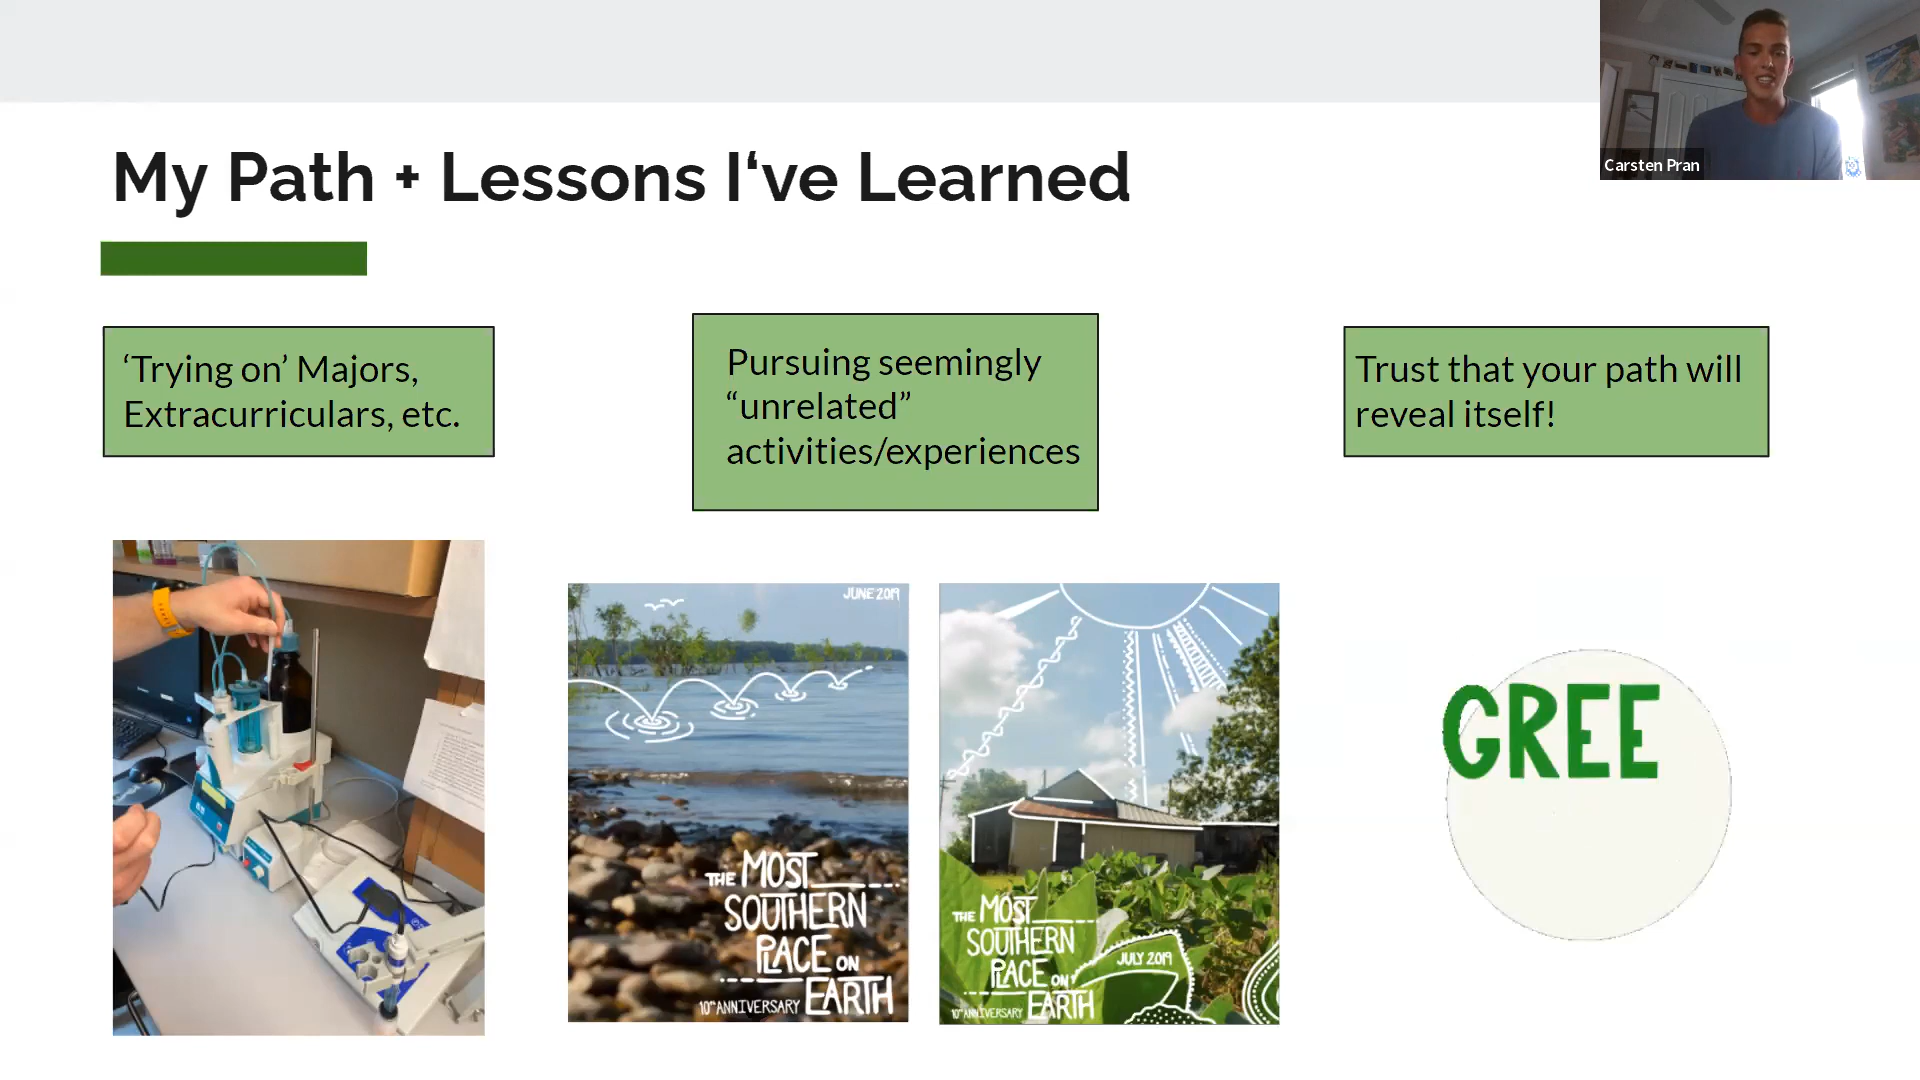 Carsten Pran
My Path + Lessons I‘ve Learned
‘Trying on’ Majors,
Extracurriculars, etc.
Pursuing seemingly
“unrelated”
activities/experiences
Trust that your path will
reveal itself!
JUNE 2019
THE MOST
SOUTHERN
PLACE ON
EARTH
10TH ANNIVERSARY
THE MOST
SOUTHERN
PLACE ON
EARTH
10TH ANNIVERSARY
JULY 2019
GREE